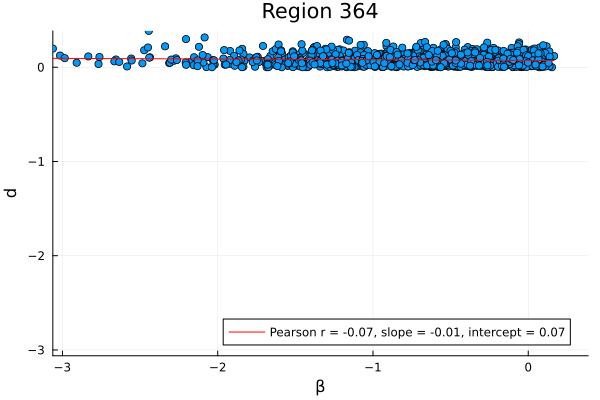 Region 364
0
−1
−2
−3
d
Pearson r = -0.07, slope = -0.01, intercept = 0.07
−3
−2
−1
0
β